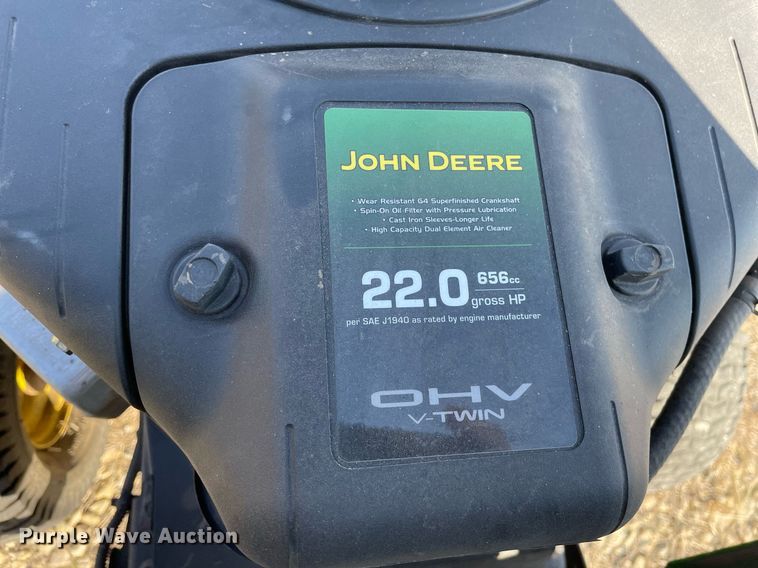 JOHN DEERE
• Wear Resistant G4 Superfinished Crankshaft
• Spin-On Oil Filter with Pressure Lubrication
• Cast Iron Sleeves-Longer Life
• High Capacity Dual Element Air Cleaner
22.0 656cc gross HP
per SAE J1940 as rated by engine manufacturer
OHV
V-TWIN
Purple Wave Auction